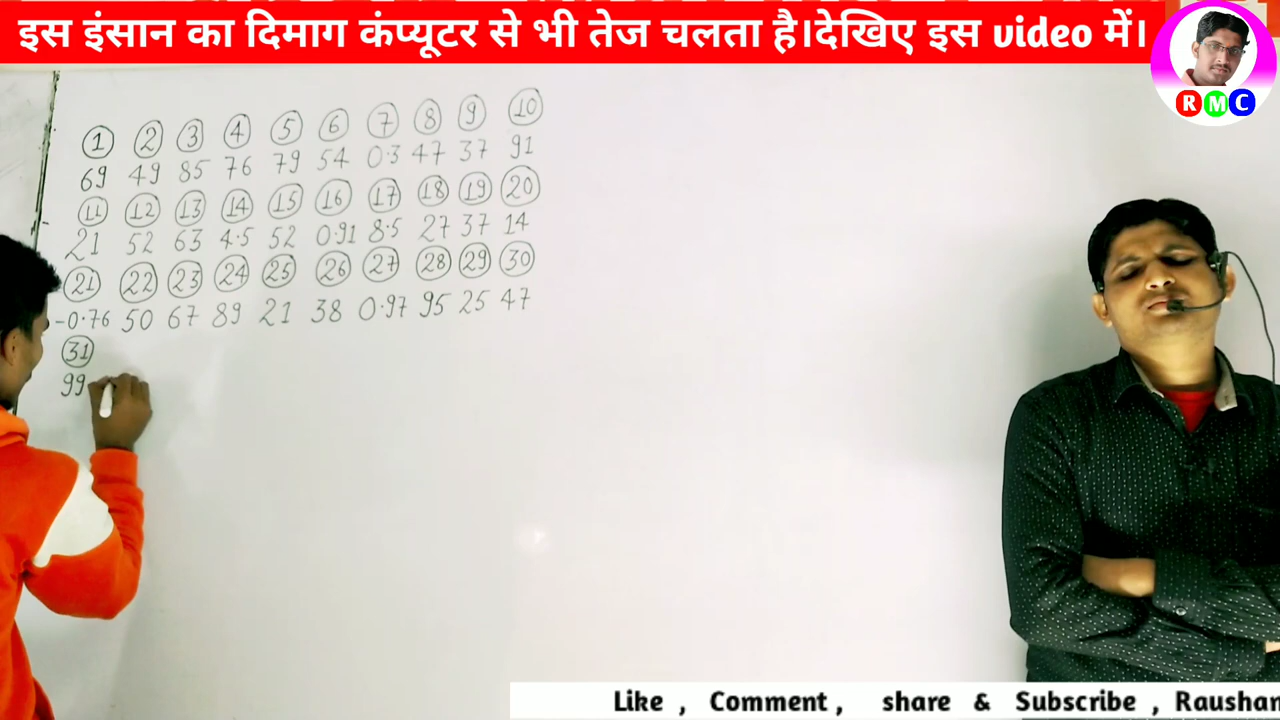 इस इंसान का दिमाग कंप्यूटर से भी तेज चलता है।देखिए इस video में।
R M C
1 2 3 4 5 6 7 8 9 10
69 49 85 76 79 54 0.3 47 37 91
11 12 13 14 15 16 17 18 19 20
21 52 63 4.5 52 0.91 8.5 27 37 14
21 22 23 24 25 26 27 28 29 30
-0.76 50 67 89 21 38 0.97 95 25 47
31
99
Like , Comment , share & Subscribe , Raushan